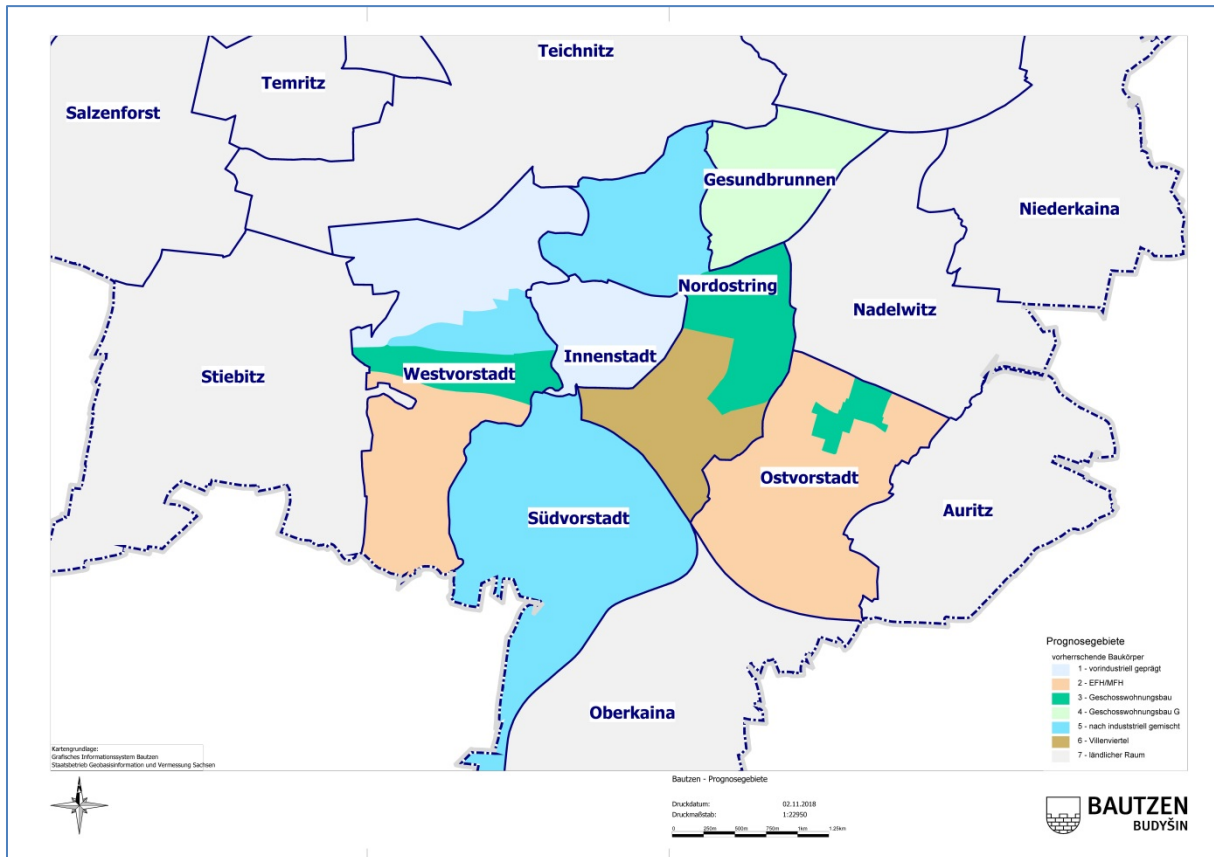 Teichnitz
Temritz
Salzenforst
Gesundbrunnen
Niederkaina
Nordostring
Nadelwitz
Innenstadt
Westvorstadt
Stiebitz
Ostvorstadt
Auritz
Südvorstadt
Oberkaina
Prognosegebiete
vorherrschende Baukörper
1 - vorindustriell geprägt
2 - EFH/MFH
3 - Geschosswohnungsbau
4 - Geschosswohnungsbau G
5 - nach induststriell gemischt
6 - Villenviertel
7 - ländlicher Raum
Kartengrundlage:
Grafisches Informationssystem Bautzen
Staatsbetrieb Geobasisinformation und Vermessung Sachsen
Bautzen - Prognosegebiete
Druckdatum: 02.11.2018
Druckmaßstab: 1:22950
0 250m 500m 750m 1km 1.25km
BAUTZEN
BUDYŠIN